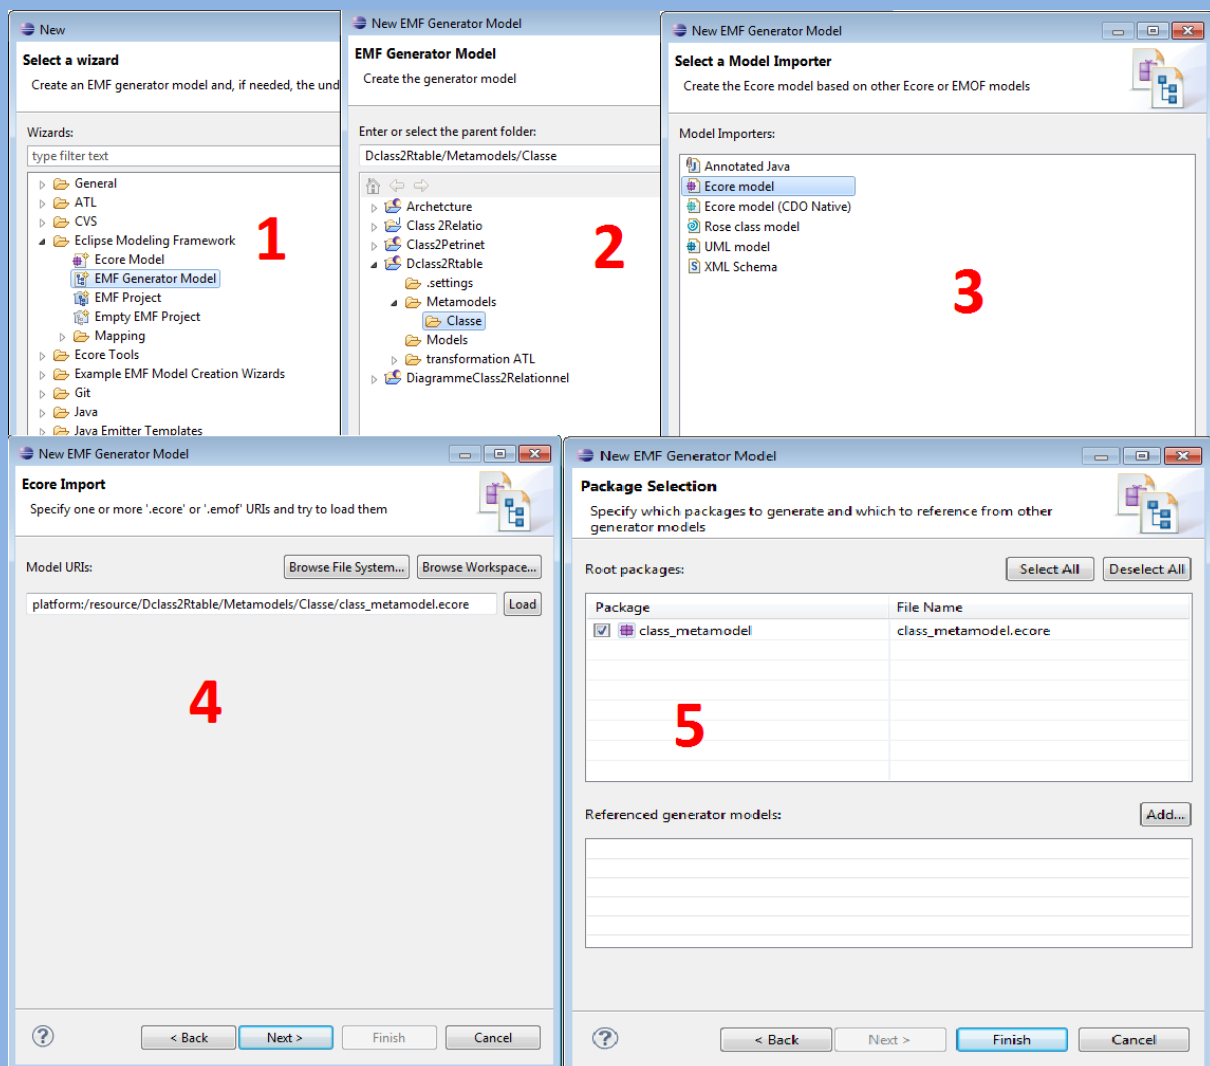 New
Select a wizard
Create an EMF generator model and, if needed, the und
Wizards:
type filter text
General
ATL
CVS
Eclipse Modeling Framework
Ecore Model
EMF Generator Model
EMF Project
Empty EMF Project
Mapping
Ecore Tools
Example EMF Model Creation Wizards
Git
Java
Java Emitter Templates
1
New EMF Generator Model
EMF Generator Model
Create the generator model
Enter or select the parent folder:
Dclass2Rtable/Metamodels/Classe
Archetcture
Class 2Relatio
Class2Petrinet
Dclass2Rtable
.settings
Metamodels
Classe
Models
transformation ATL
DiagrammeClass2Relationnel
2
New EMF Generator Model
Select a Model Importer
Create the Ecore model based on other Ecore or EMOF models
Model Importers:
Annotated Java
Ecore model
Ecore model (CDO Native)
Rose class model
UML model
XML Schema
3
New EMF Generator Model
Ecore Import
Specify one or more '.ecore' or '.emof' URIs and try to load them
Model URIs:
Browse File System...
Browse Workspace...
platform:/resource/Dclass2Rtable/Metamodels/Classe/class_metamodel.ecore
Load
4
< Back
Next >
Finish
Cancel
New EMF Generator Model
Package Selection
Specify which packages to generate and which to reference from other
generator models
Root packages:
Select All
Deselect All
Package
File Name
class_metamodel
class_metamodel.ecore
5
Referenced generator models:
Add...
< Back
Next >
Finish
Cancel